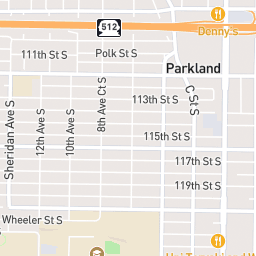 512
Denny's
Polk St S
111th St S
Parkland
113th St S
C St S
8th Ave Ct S
10th Ave S
12th Ave S
Sheridan Ave S
115th St S
117th St S
119th St S
Wheeler St S